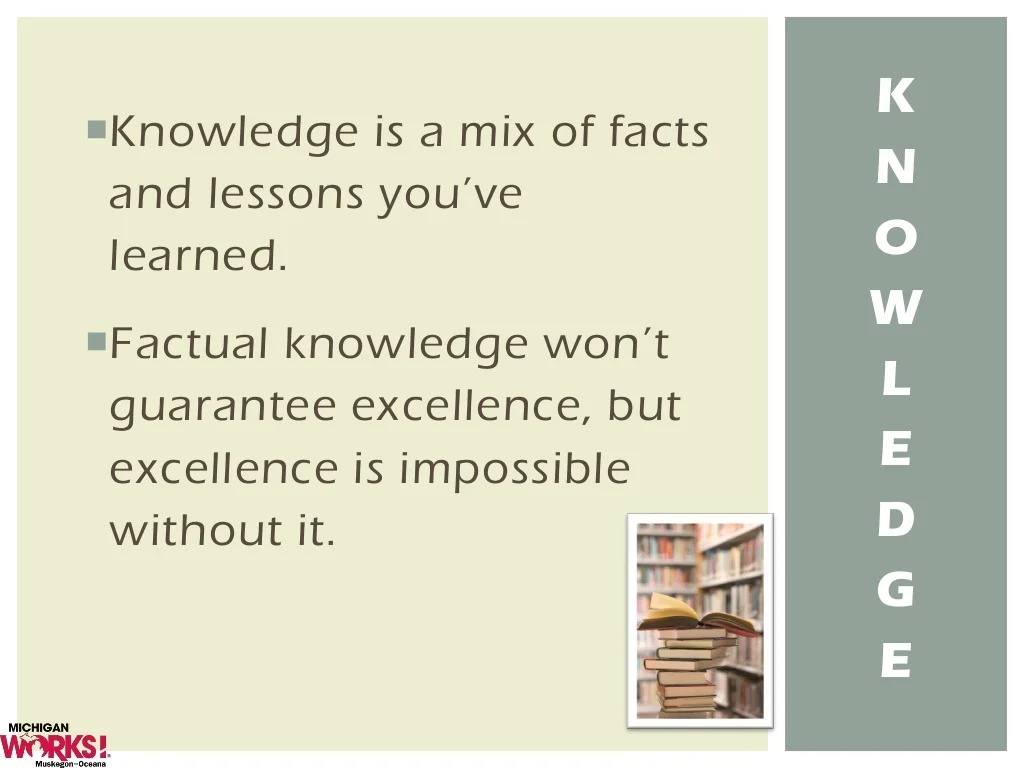 Knowledge is a mix of facts
and lessons you’ve
learned.
Factual knowledge won’t
guarantee excellence, but
excellence is impossible
without it.
K
N
O
W
L
E
D
G
E
MICHIGAN
WORKS!
Muskegon-Oceana